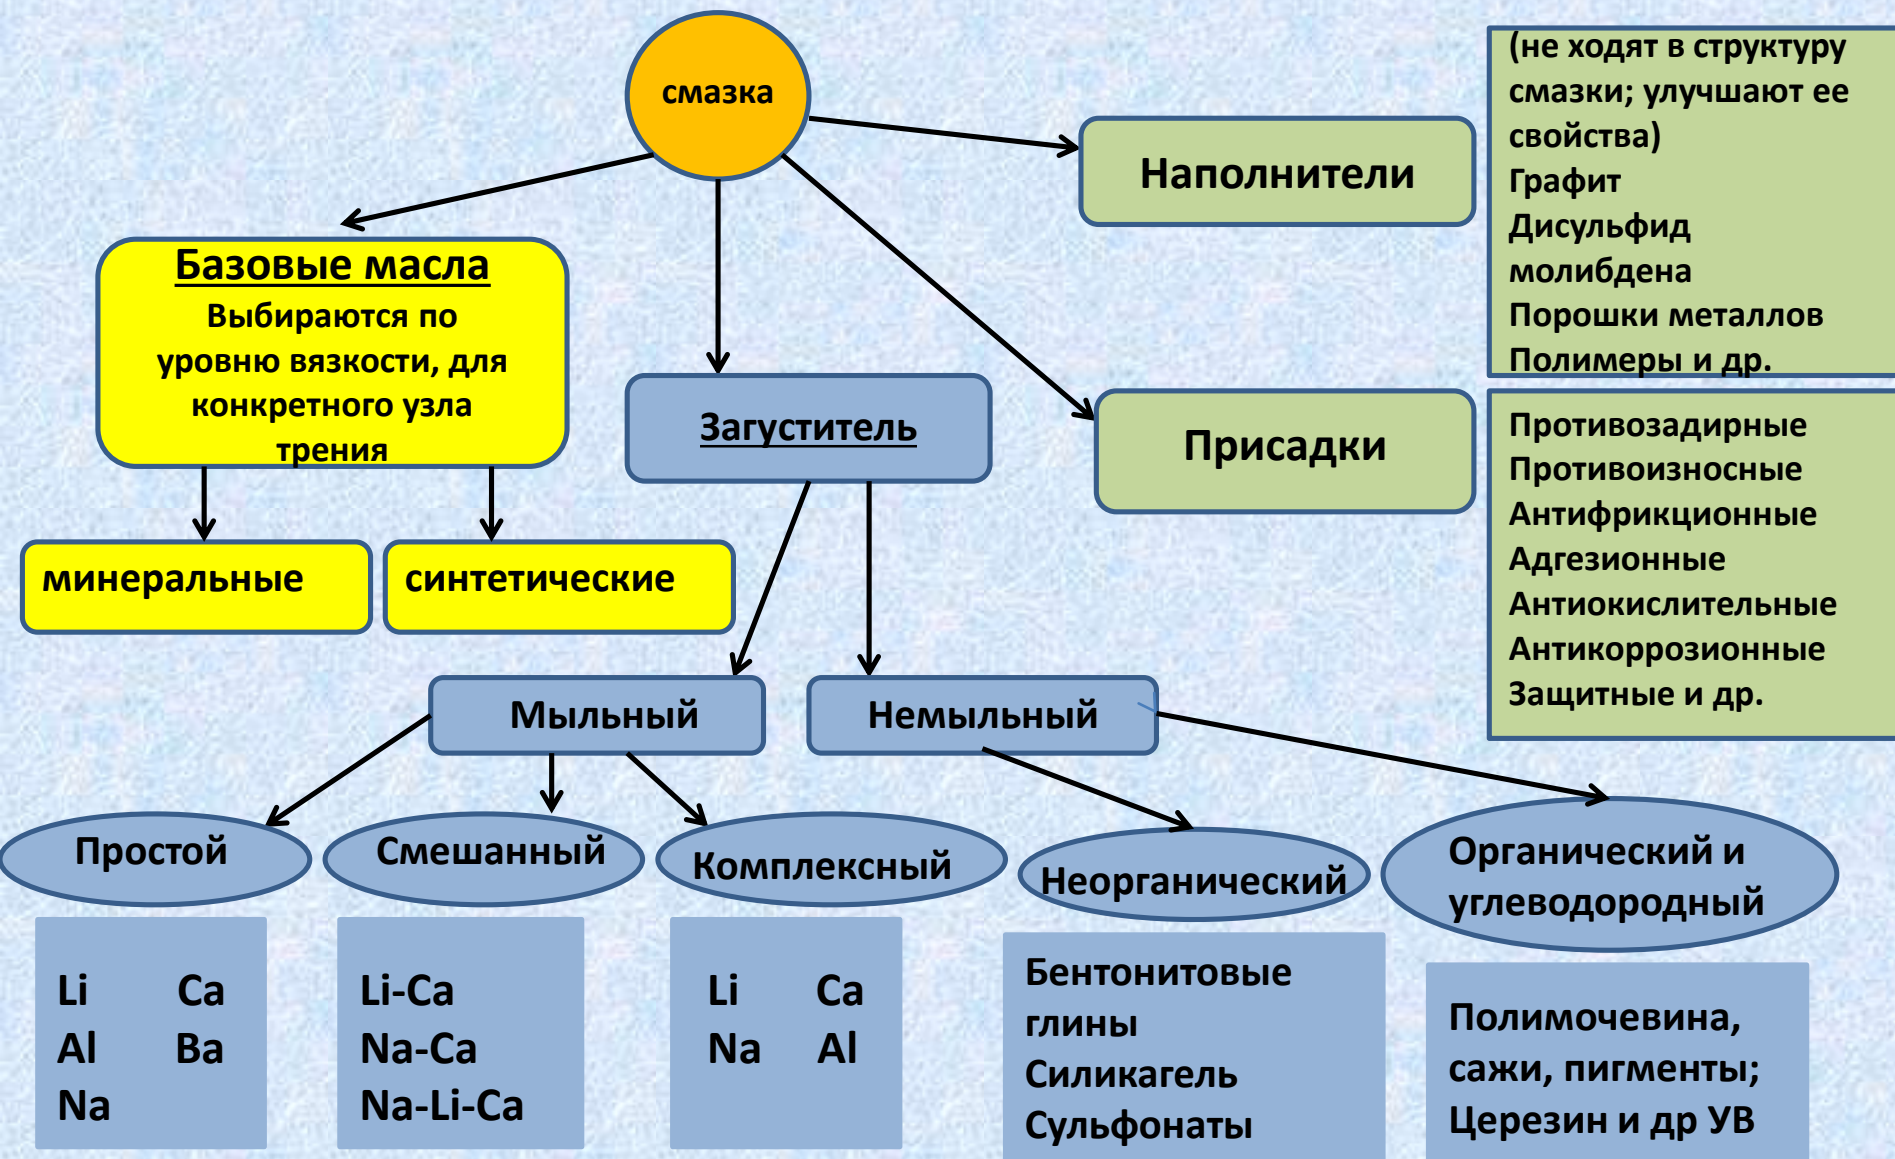 смазка
(не ходят в структуру
смазки; улучшают ее
свойства)
Графит
Дисульфид
молибдена
Порошки металлов
Полимеры и др.
Наполнители
Базовые масла
Выбираются по
уровню вязкости, для
конкретного узла
трения
Загуститель
Присадки
Противозадирные
Противоизносные
Антифрикционные
Адгезионные
Антиокислительные
Антикоррозионные
Защитные и др.
минеральные
синтетические
Мыльный
Немыльный
Простой
Смешанный
Комплексный
Неорганический
Органический и
углеводородный
Li Ca
Al Ba
Na
Li-Ca
Na-Ca
Na-Li-Ca
Li Ca
Na Al
Бентонитовые
глины
Силикагель
Сульфонаты
Полимочевина,
сажи, пигменты;
Церезин и др УВ